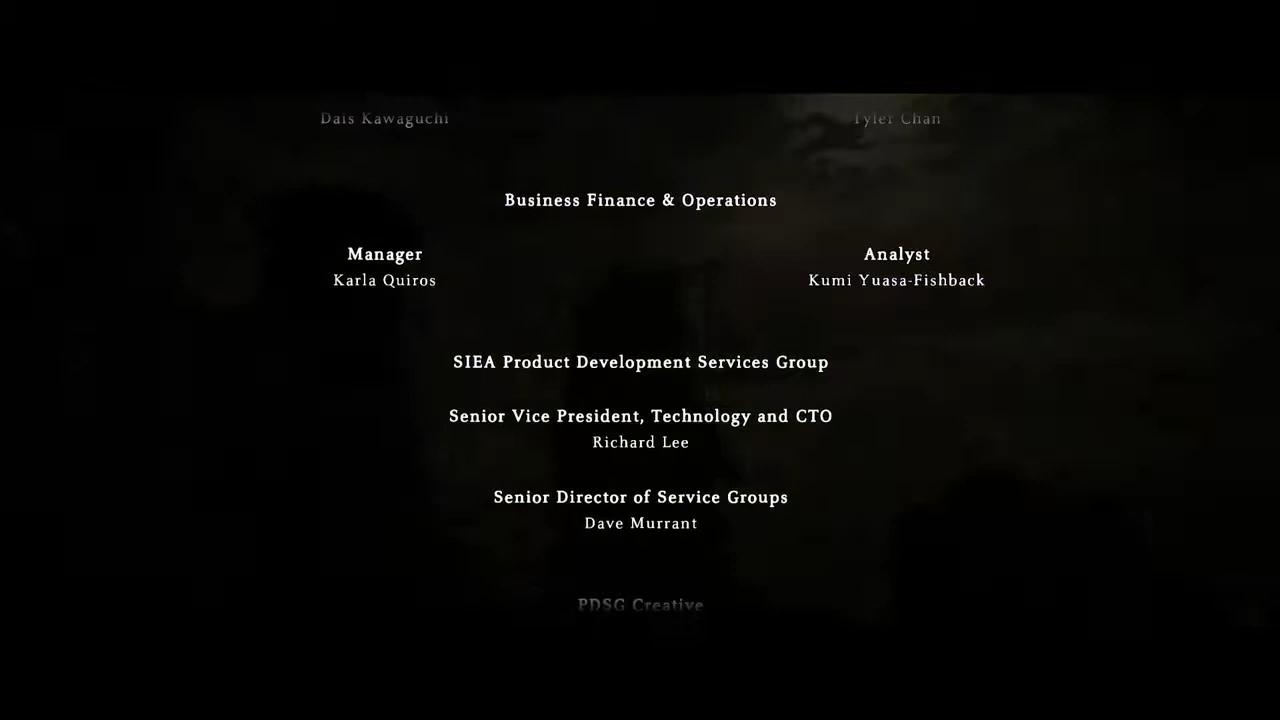 Dais Kawaguchi Tyler Chan
Business Finance & Operations
Manager Analyst
Karla Quiros Kumi Yuasa-Fishback
SIEA Product Development Services Group
Senior Vice President, Technology and CTO
Richard Lee
Senior Director of Service Groups
Dave Murrant
PDSG Creative